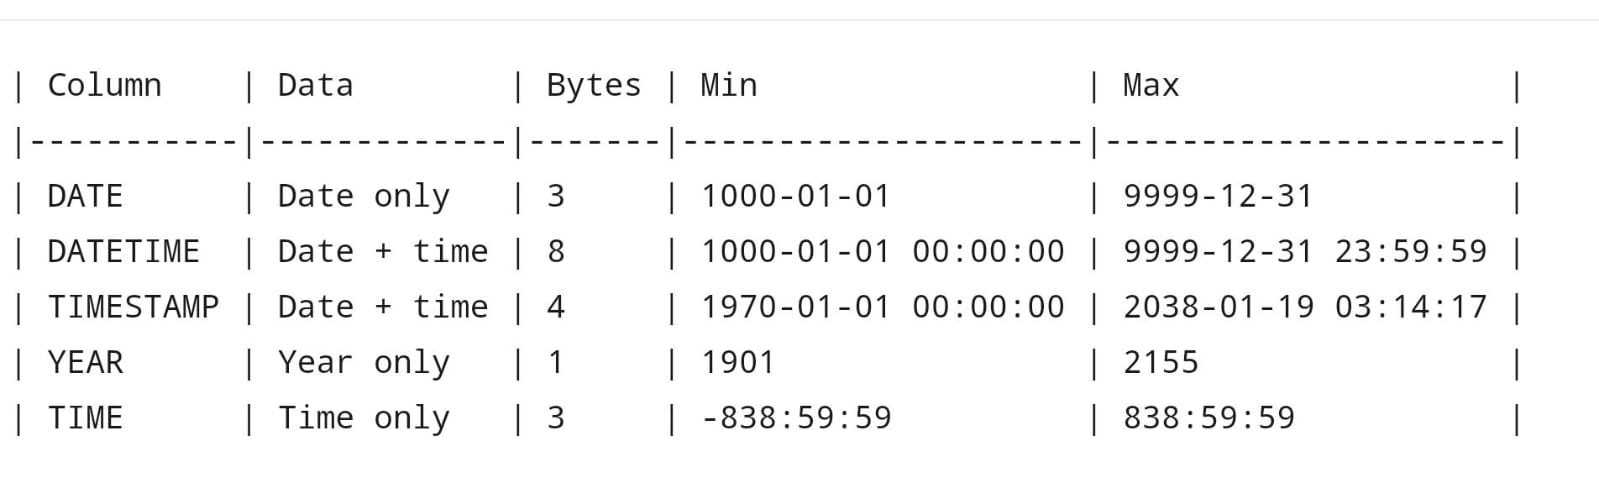 | Column    | Data        | Bytes | Min                 | Max                 |
|-----------|-------------|-------|---------------------|---------------------|
| DATE      | Date only   | 3     | 1000-01-01          | 9999-12-31          |
| DATETIME  | Date + time | 8     | 1000-01-01 00:00:00 | 9999-12-31 23:59:59 |
| TIMESTAMP | Date + time | 4     | 1970-01-01 00:00:00 | 2038-01-19 03:14:17 |
| YEAR      | Year only   | 1     | 1901                | 2155                |
| TIME      | Time only   | 3     | -838:59:59          | 838:59:59           |